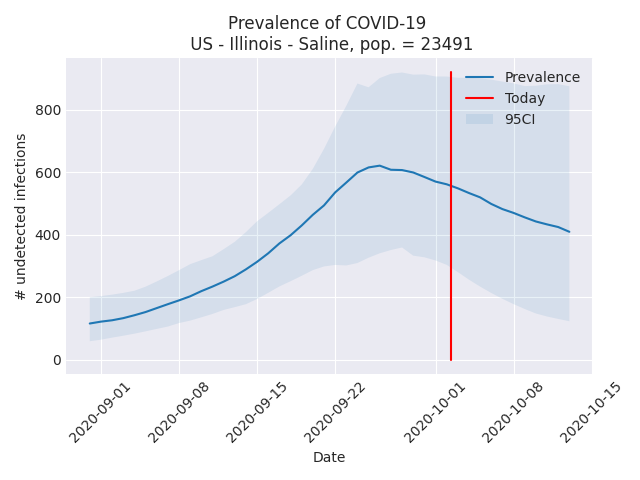 Prevalence of COVID-19
US - Illinois - Saline, pop. = 23491
Prevalence
Today
95CI
# undetected infections
800
600
400
200
0
2020-09-01
2020-09-08
2020-09-15
2020-09-22
2020-10-01
2020-10-08
2020-10-15
Date